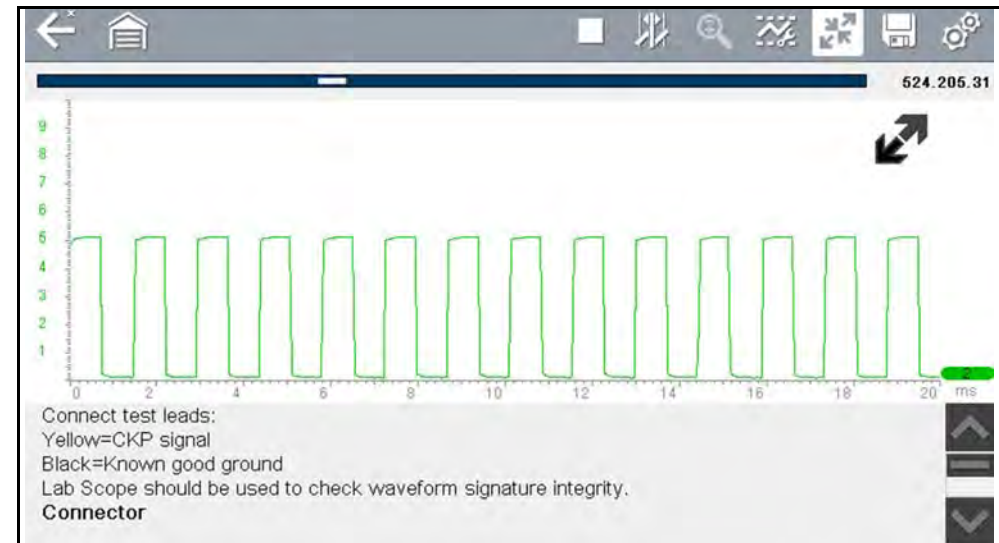 524.205.31
9
8
7
6
5
4
3
2
1
0 2 4 6 8 10 12 13 14 16 18 20 ms
2
Connect test leads:
Yellow=CKP signal
Black=Known good ground
Lab Scope should be used to check waveform signature integrity.
Connector